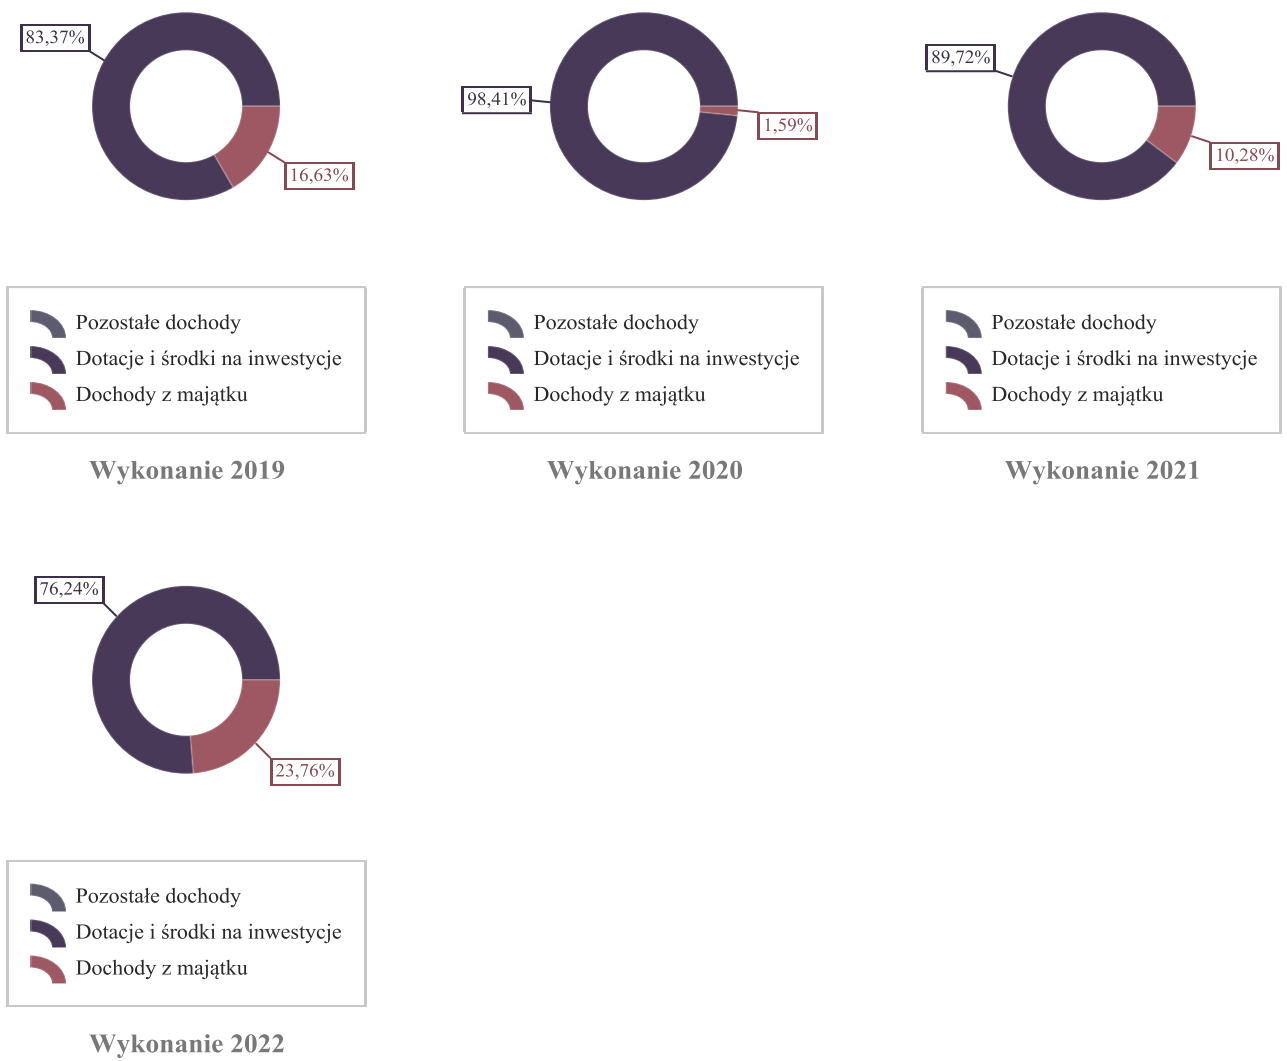 83,37%
16,63%
Pozostałe dochody
Dotacje i środki na inwestycje
Dochody z majątku
Wykonanie 2019
98,41%
1,59%
Pozostałe dochody
Dotacje i środki na inwestycje
Dochody z majątku
Wykonanie 2020
89,72%
10,28%
Pozostałe dochody
Dotacje i środki na inwestycje
Dochody z majątku
Wykonanie 2021
76,24%
23,76%
Pozostałe dochody
Dotacje i środki na inwestycje
Dochody z majątku
Wykonanie 2022